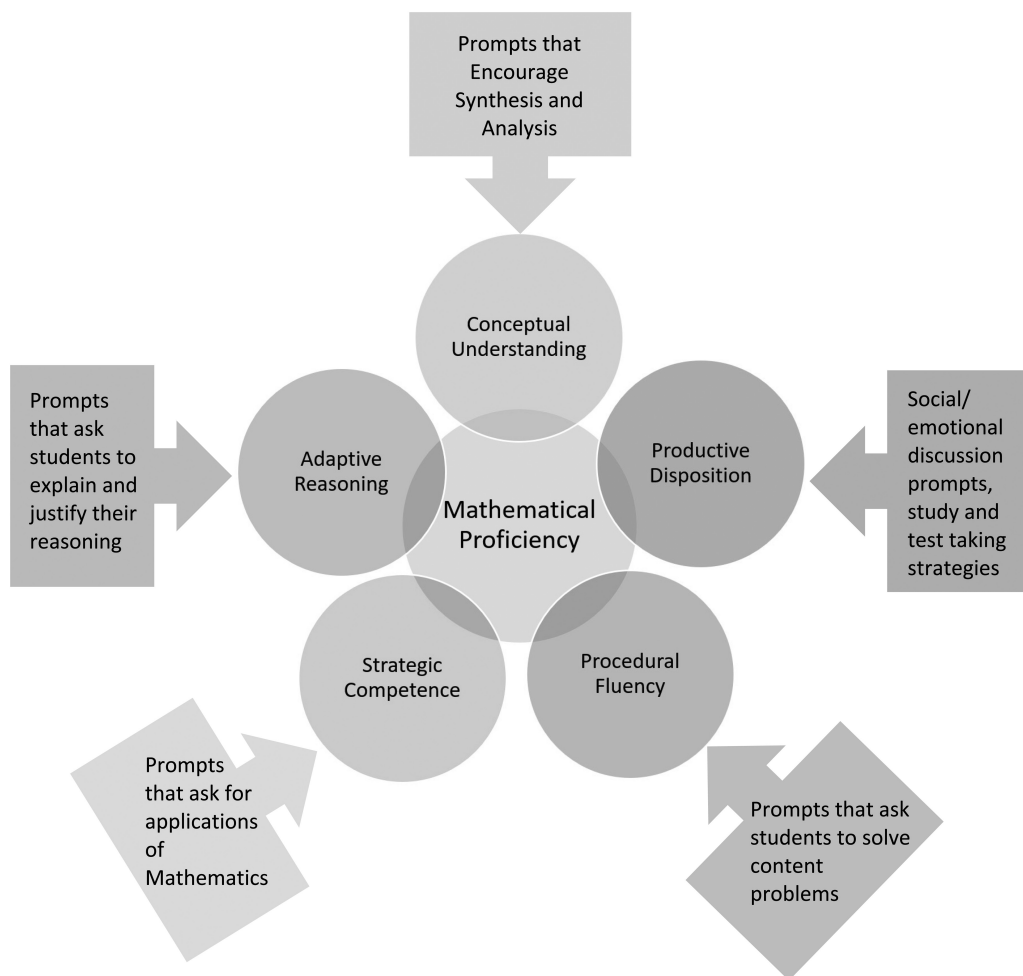 Prompts that
Encourage
Synthesis and
Analysis
Conceptual
Understanding
Prompts
that ask
students to
explain and
justify their
reasoning
Adaptive
Reasoning
Mathematical
Proficiency
Productive
Disposition
Social/
emotional
discussion
prompts,
study and
test taking
strategies
Strategic
Competence
Procedural
Fluency
Prompts
that ask for
applications
of
Mathematics
Prompts that ask
students to solve
content
problems